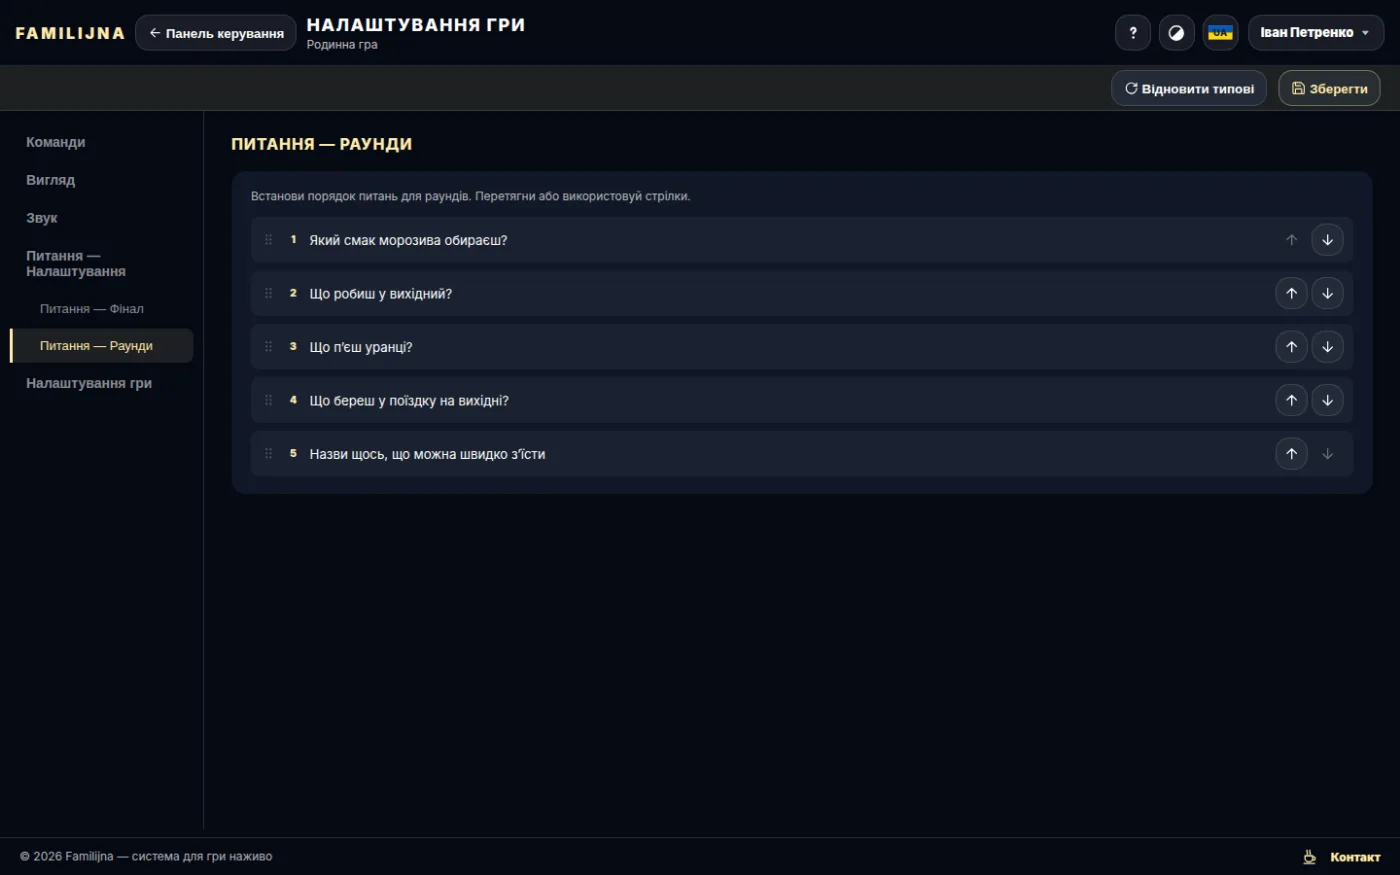 FAMILIJNA
← Панель керування
НАЛАШТУВАННЯ ГРИ
Родинна гра
?
UA
Іван Петренко
Відновити типові
Зберегти
Команди
Вигляд
Звук
Питання —
Налаштування
Питання — Фінал
Питання — Раунди
Налаштування гри
ПИТАННЯ — РАУНДИ
Встанови порядок питань для раундів. Перетягни або використовуй стрілки.
1 Який смак морозива обираєш?
2 Що робиш у вихідний?
3 Що п'єш уранці?
4 Що береш у поїздку на вихідні?
5 Назви щось, що можна швидко з'їсти
© 2026 Familijna — система для гри наживо
Контакт